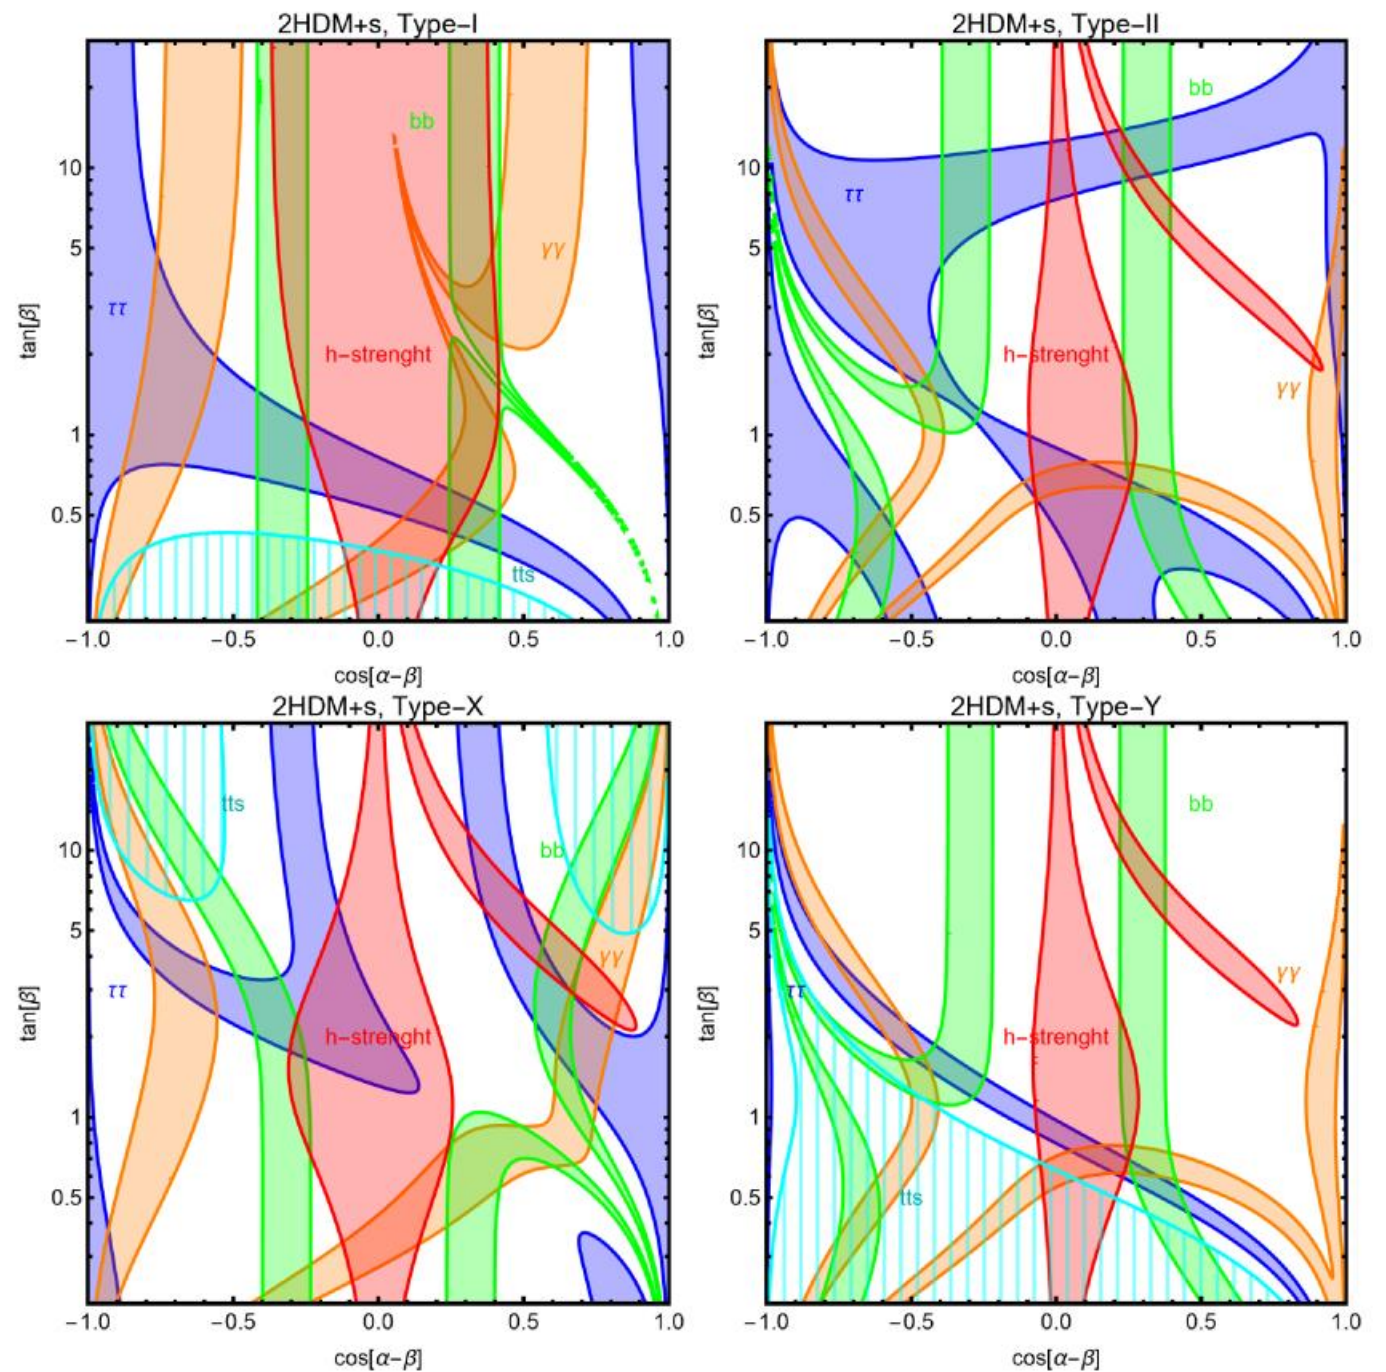 2HDM+s, Type-I
10
5
1
0.5
tan[β]
bb
γγ
ττ
h-strenght
tts
-1.0 -0.5 0.0 0.5 1.0
cos[α-β]
2HDM+s, Type-II
10
5
1
0.5
tan[β]
bb
ττ
h-strenght
γγ
-1.0 -0.5 0.0 0.5 1.0
cos[α-β]
2HDM+s, Type-X
10
5
1
0.5
tan[β]
tts
bb
γγ
ττ
h-strenght
-1.0 -0.5 0.0 0.5 1.0
cos[α-β]
2HDM+s, Type-Y
10
5
1
0.5
tan[β]
bb
γγ
ττ
h-strenght
tts
-1.0 -0.5 0.0 0.5 1.0
cos[α-β]